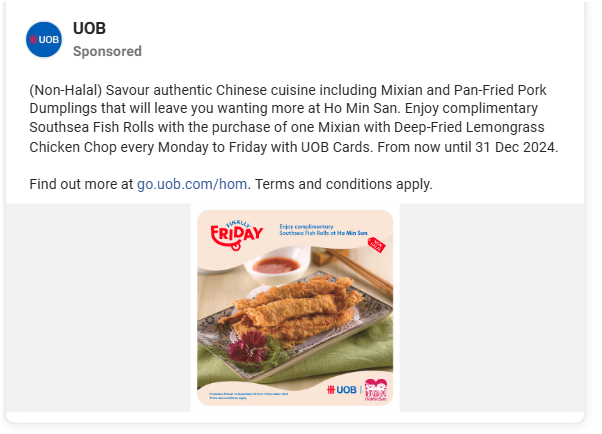 UOB
Sponsored
UOB
(Non-Halal) Savour authentic Chinese cuisine including Mixian and Pan-Fried Pork
Dumplings that will leave you wanting more at Ho Min San. Enjoy complimentary
Southsea Fish Rolls with the purchase of one Mixian with Deep-Fried Lemongrass
Chicken Chop every Monday to Friday with UOB Cards. From now until 31 Dec 2024.
Find out more at go.uob.com/hom. Terms and conditions apply.
FINALLY
FRIDAY
Enjoy complimentary
Southsea Fish Rolls at Ho Min San
UOB
HoMinSan